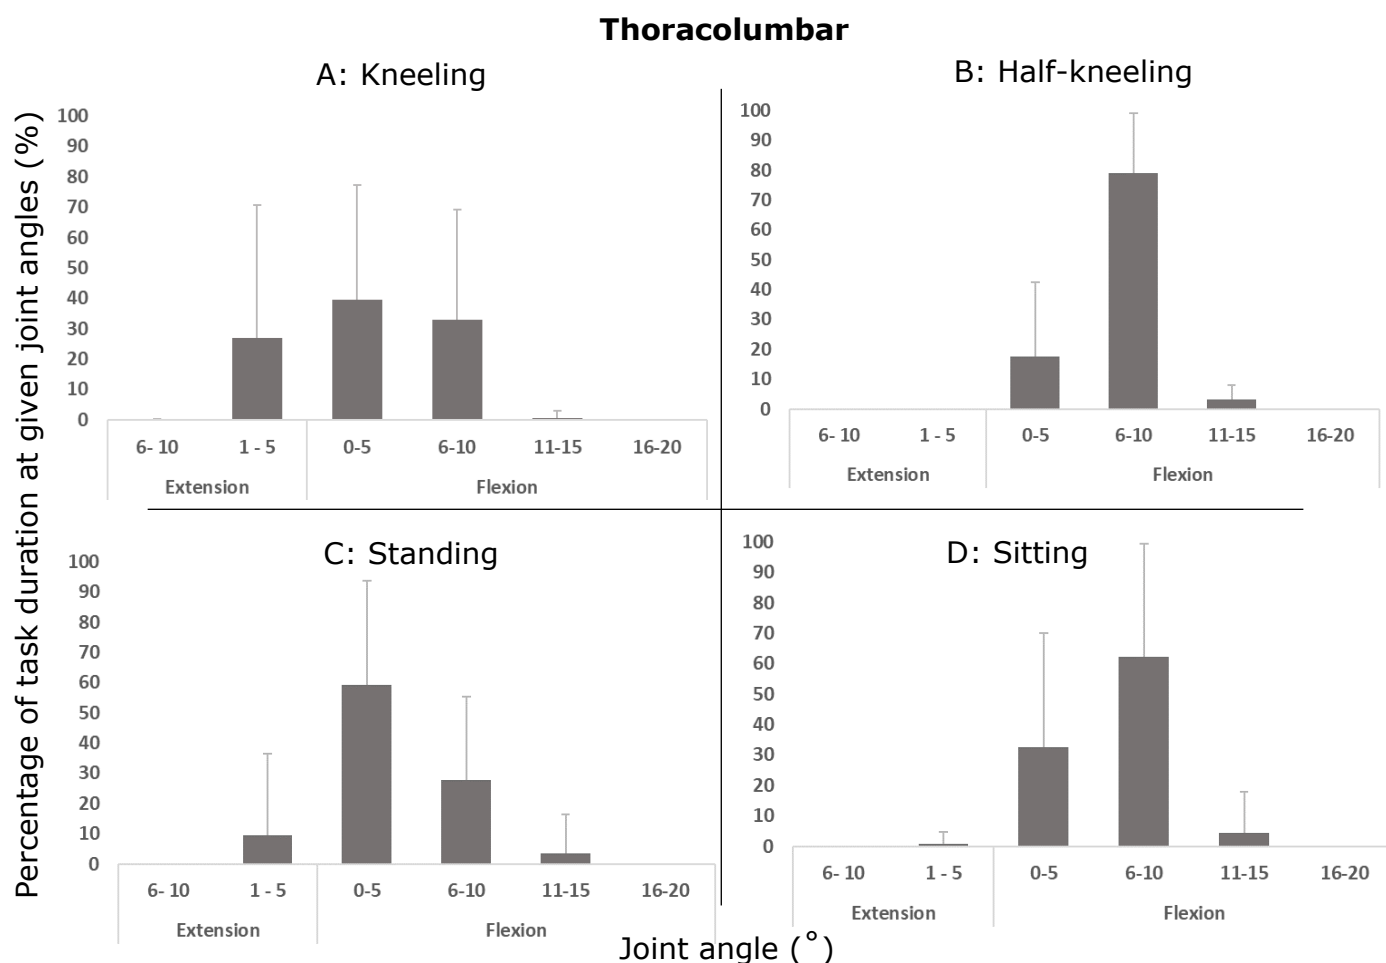 Thoracolumbar
Percentage of task duration at given joint angles (%)
A: Kneeling
100
90
80
70
60
50
40
30
20
10
0
6- 10 1 - 5 0-5 6-10 11-15 16-20
Extension Flexion
B: Half-kneeling
100
90
80
70
60
50
40
30
20
10
0
6- 10 1 - 5 0-5 6-10 11-15 16-20
Extension Flexion
C: Standing
100
90
80
70
60
50
40
30
20
10
0
6- 10 1 - 5 0-5 6-10 11-15 16-20
Extension Flexion
D: Sitting
100
90
80
70
60
50
40
30
20
10
0
6- 10 1 - 5 0-5 6-10 11-15 16-20
Extension Flexion
Joint angle (˚)